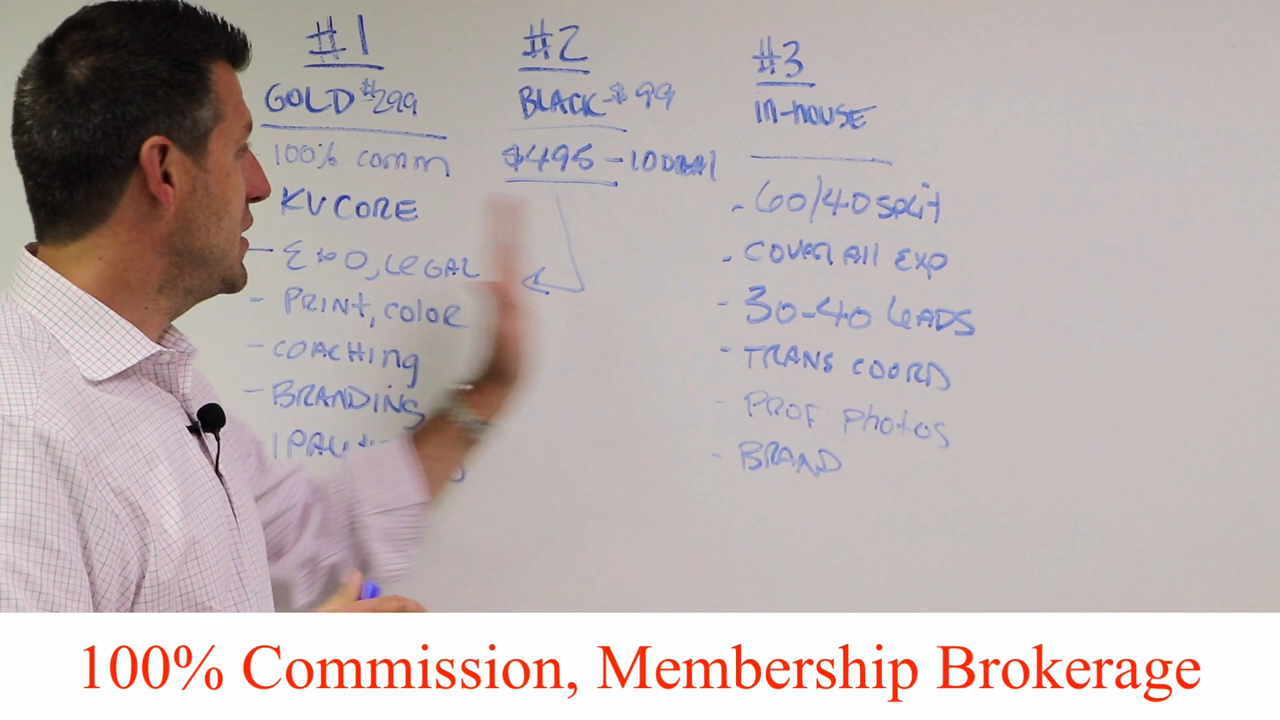 #1
GOLD $299
100% comm
KVCORE
- E+O, LEGAL
- PRINT, COLOR
- COACHING
- BRANDING
#2
BLACK-$99
$495 -
#3
IN-HOUSE
- 60/40 SPLIT
- COVER All EXP
- 30-40 LEADS
- TRANS COORD
- PROF PHOTOS
- BRAND
100% Commission, Membership Brokerage